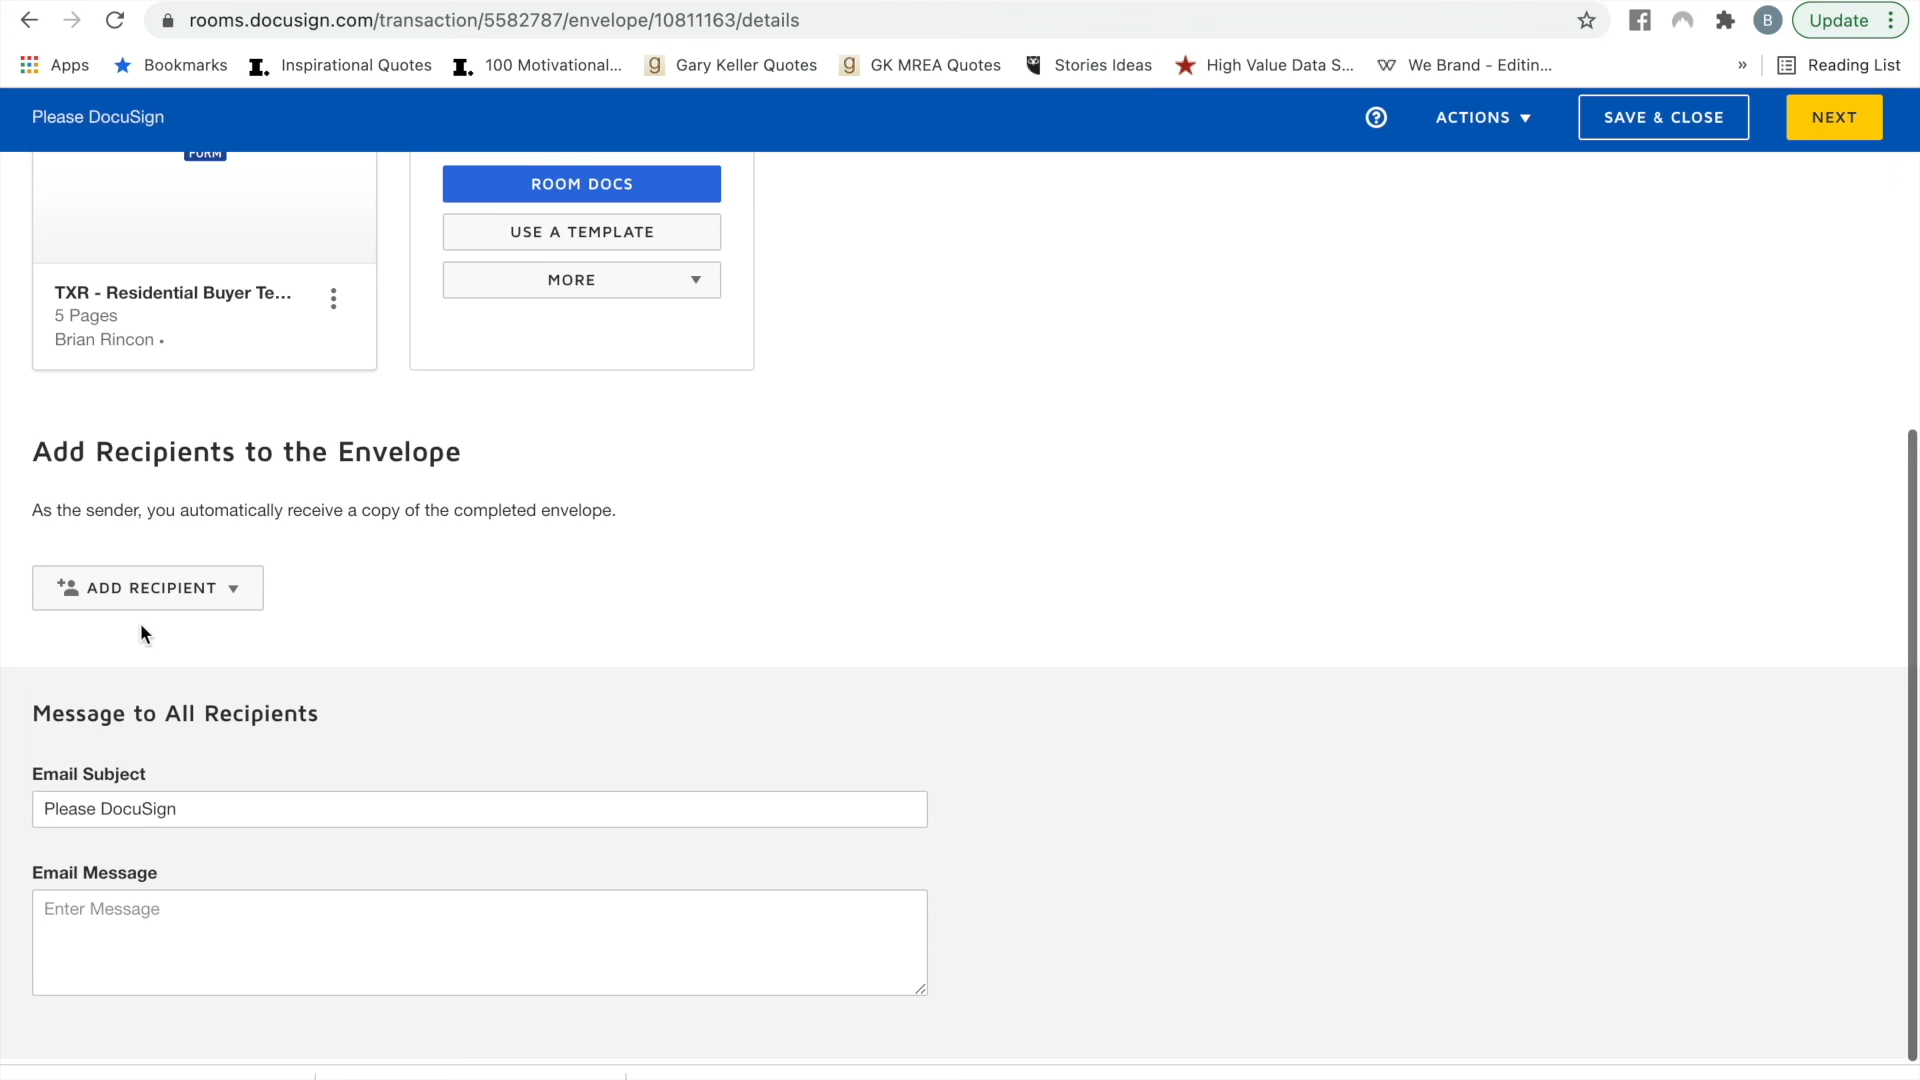 rooms.docusign.com/transaction/5582787/envelope/10811163/details
B
Update
Apps
Bookmarks
I.
Inspirational Quotes
I.
100 Motivational...
g
Gary Keller Quotes
g
GK MREA Quotes
Stories Ideas
High Value Data S...
We Brand - Editin...
»
Reading List
Please DocuSign
?
ACTIONS
SAVE & CLOSE
NEXT
FORM
ROOM DOCS
USE A TEMPLATE
MORE
TXR - Residential Buyer Te...
5 Pages
Brian Rincon •
Add Recipients to the Envelope
As the sender, you automatically receive a copy of the completed envelope.
ADD RECIPIENT
Message to All Recipients
Email Subject
Please DocuSign
Email Message
Enter Message